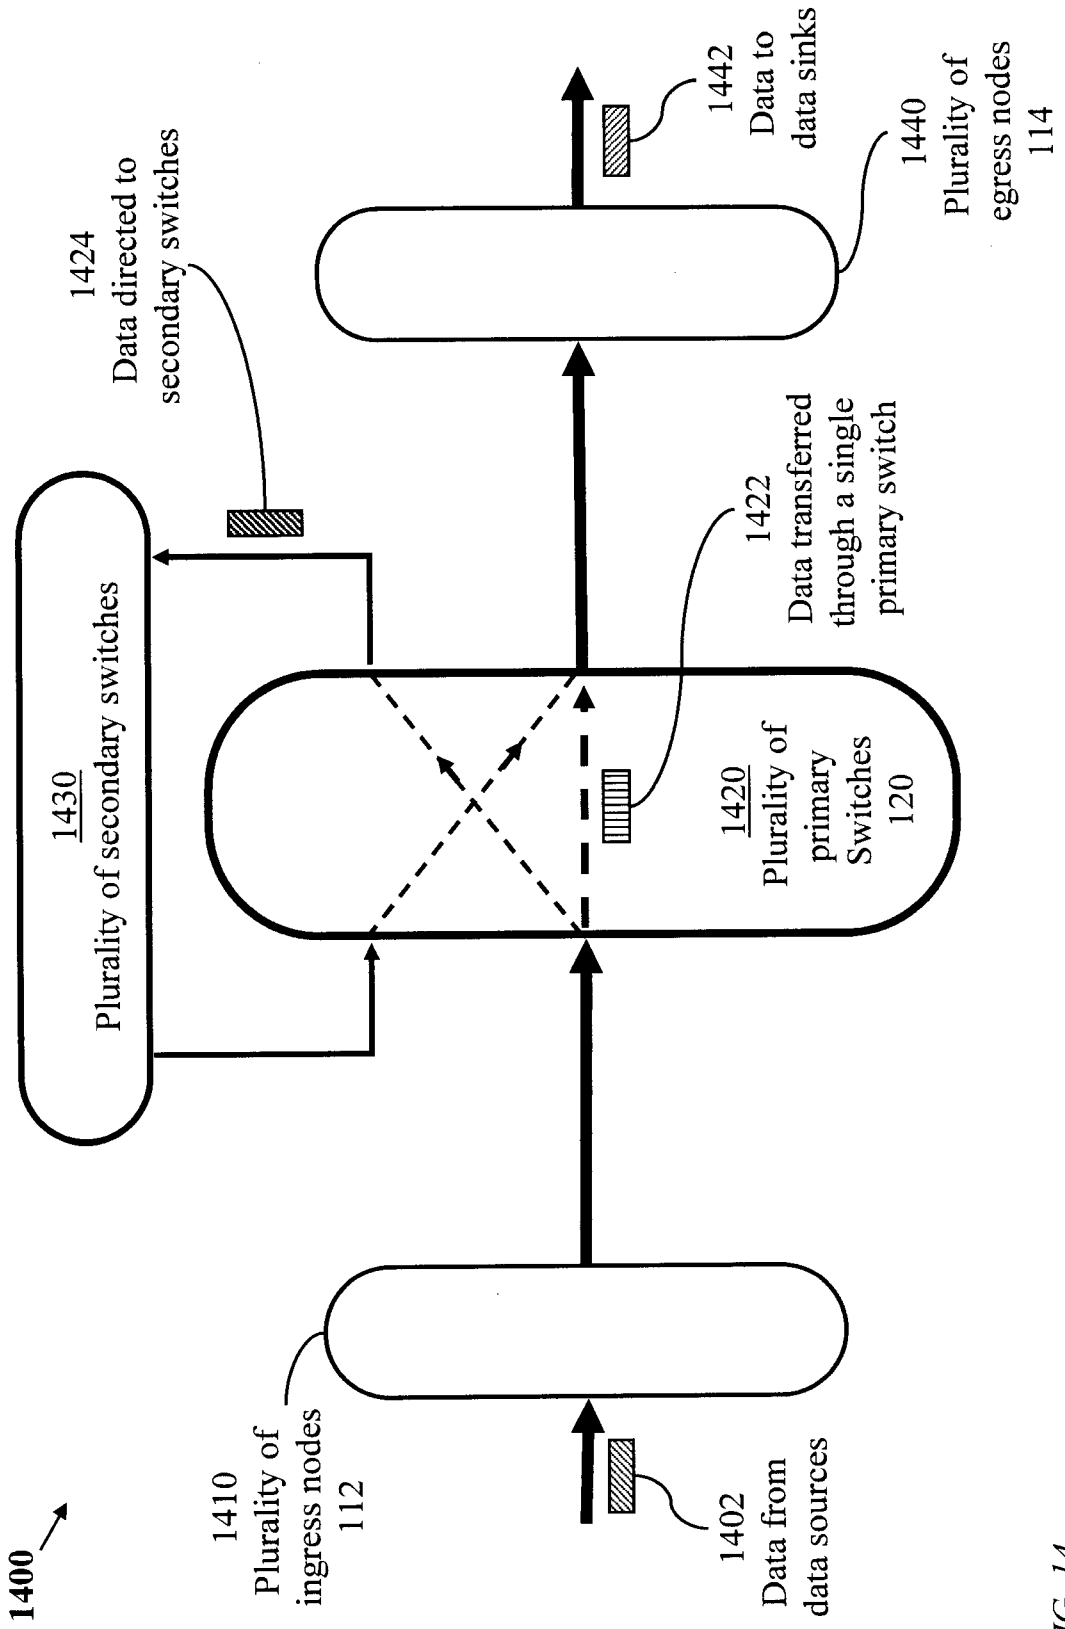 1400
1410
Plurality of
ingress nodes
112
1402
Data from
data sources
1430
Plurality of secondary switches
1420
Plurality of
primary
Switches
120
1424
Data directed to
secondary switches
1422
Data transferred
through a single
primary switch
1442
Data to
data sinks
1440
Plurality of
egress nodes
114
14